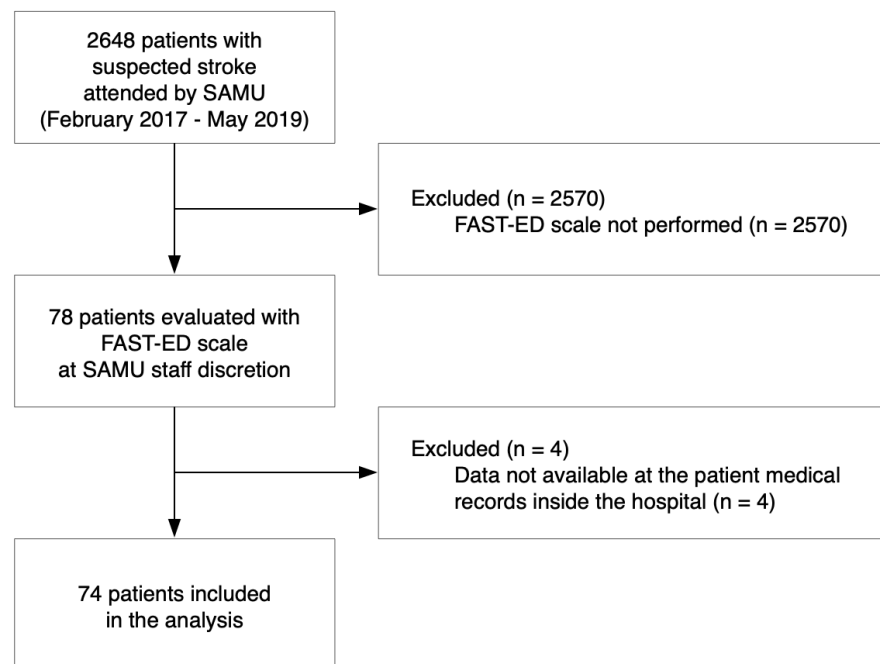 2648 patients with
suspected stroke
attended by SAMU
(February 2017 - May 2019)
Excluded (n = 2570)
FAST-ED scale not performed (n = 2570)
78 patients evaluated with
FAST-ED scale
at SAMU staff discretion
Excluded (n = 4)
Data not available at the patient medical
records inside the hospital (n = 4)
74 patients included
in the analysis